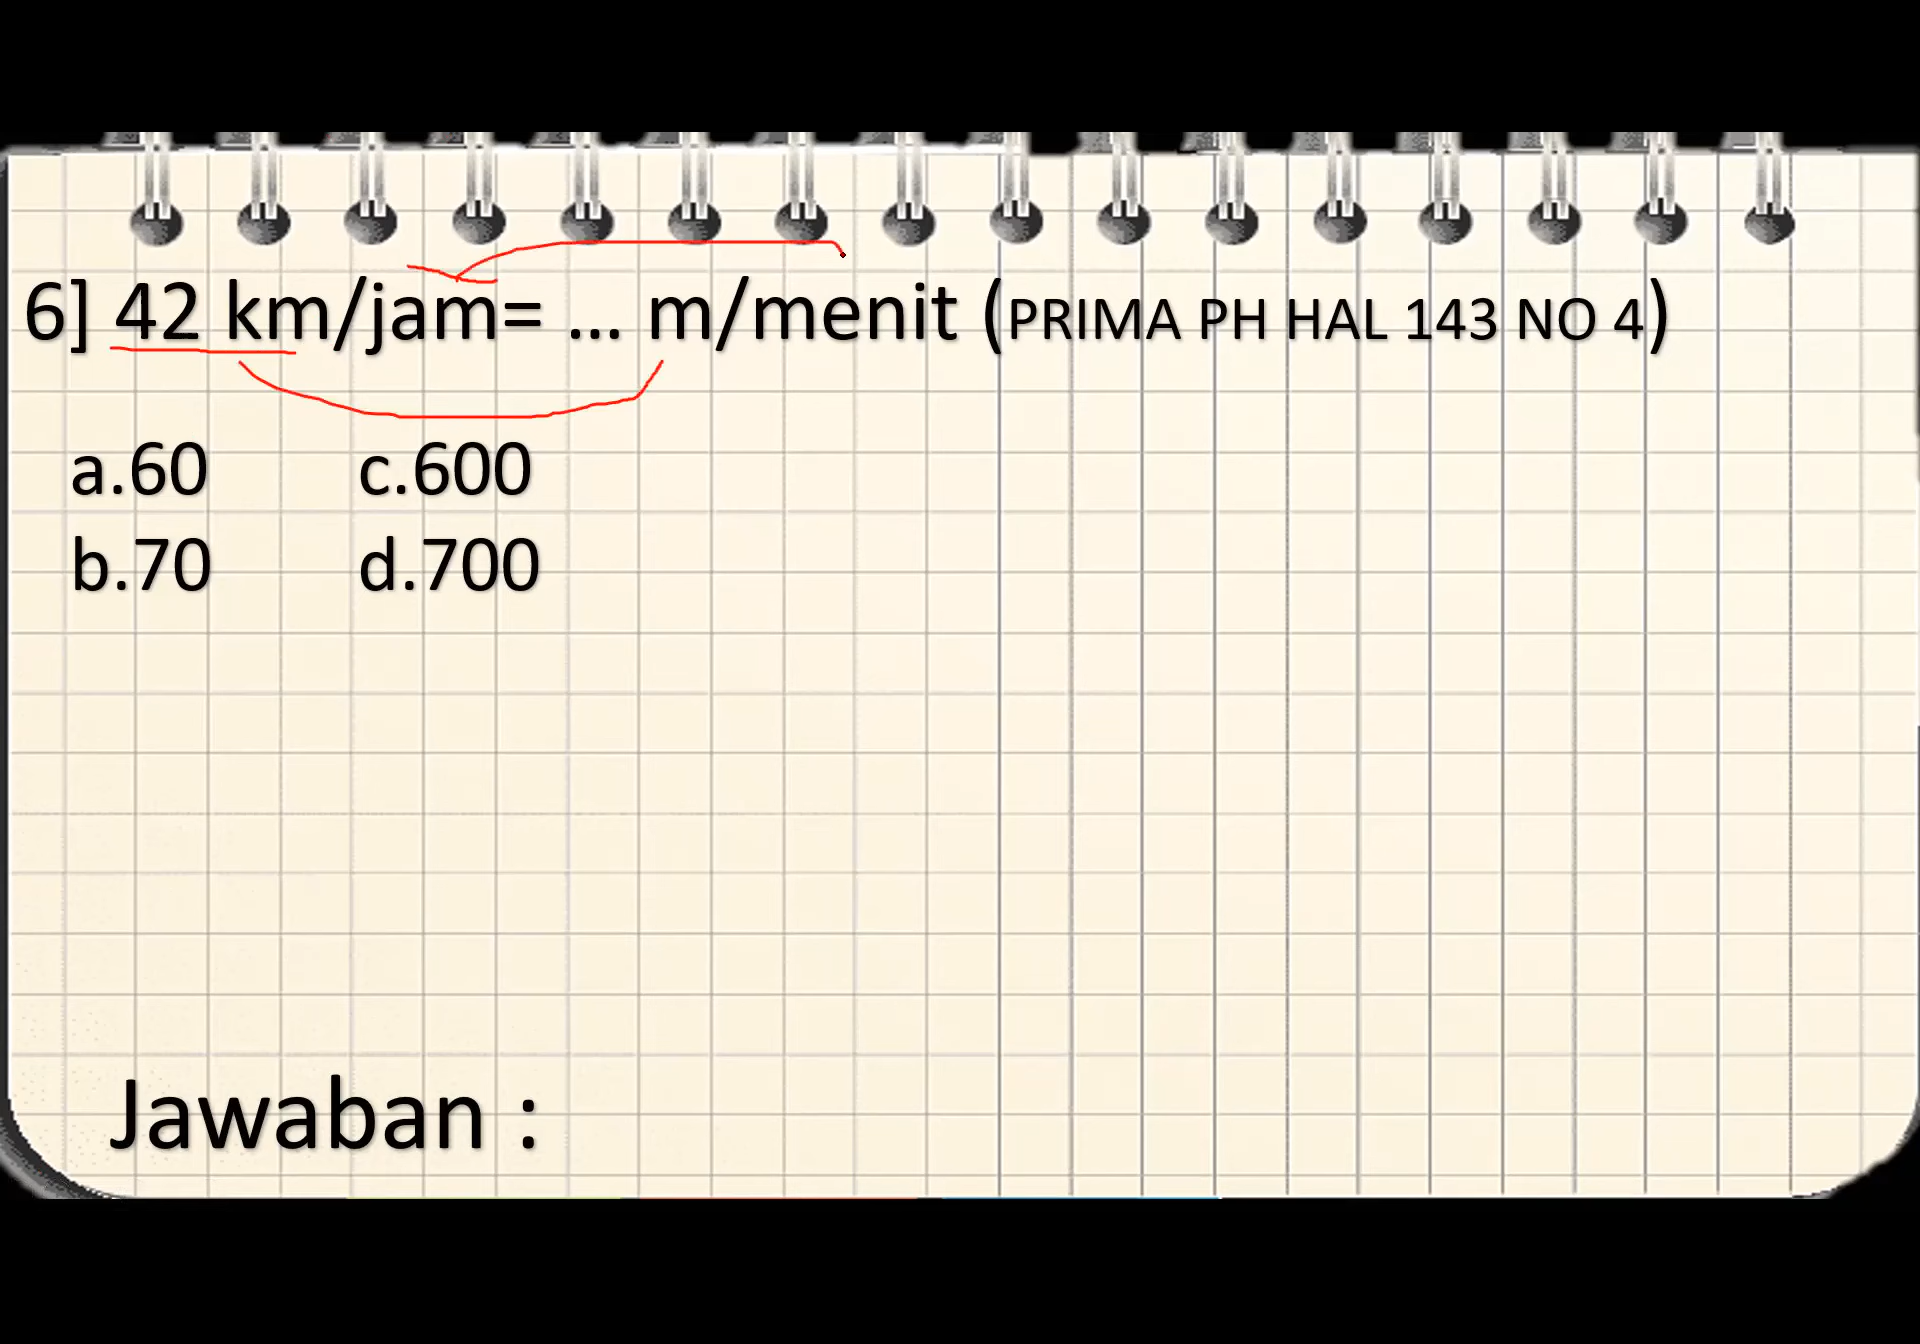 6] 42 km/jam= ... m/menit (PRIMA PH HAL 143 NO 4)
a.60 c.600
b.70 d.700
Jawaban :